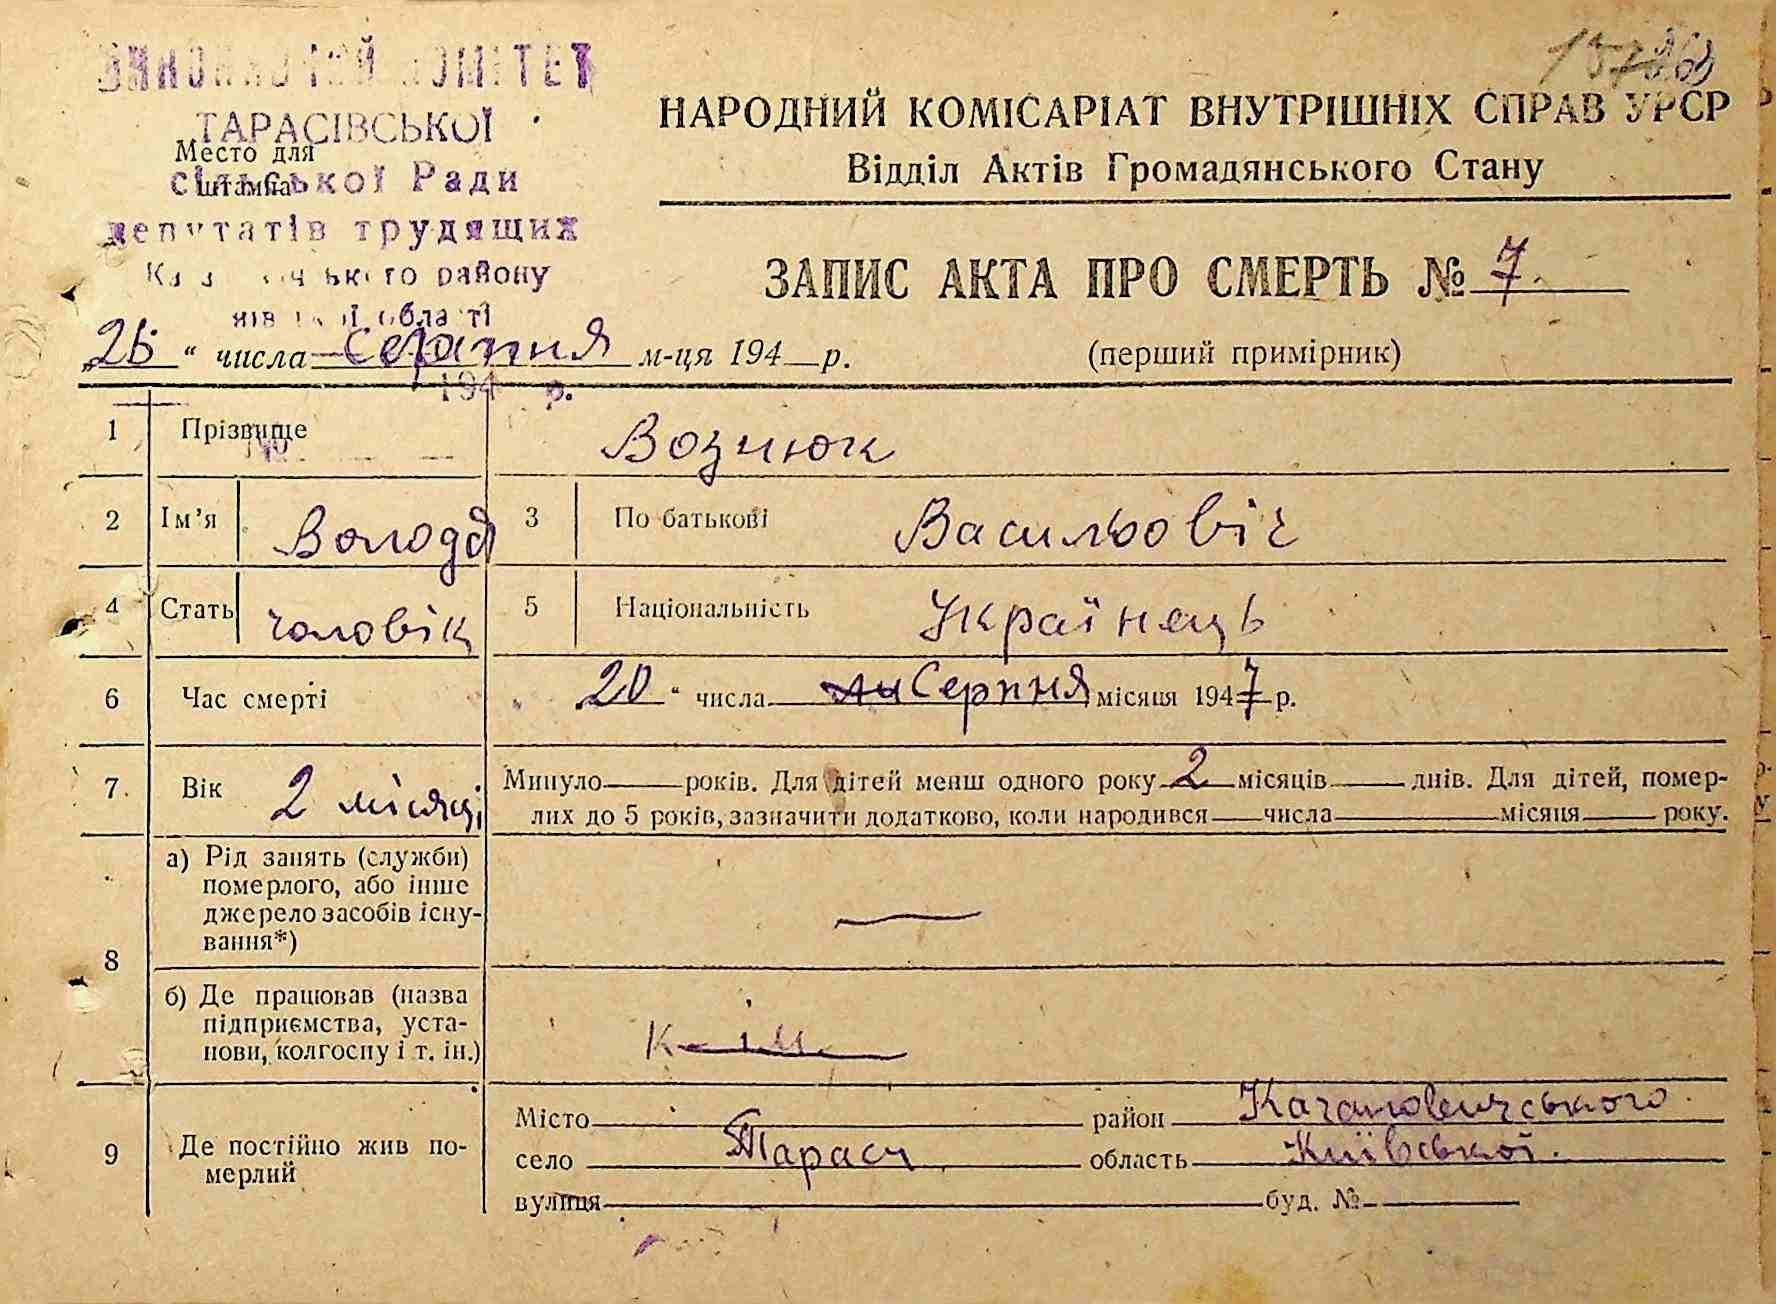 ВИКОНАВЧИЙ КОМІТЕТ
ТАРАСІВСЬКОЇ
Место для
штампа
сільської Ради
депутатів трудящих
району
області
194 р.
НАРОДНИЙ КОМІСАРІАТ ВНУТРІШНІХ СПРАВ УРСР
Відділ Актів Громадянського Стану
ЗАПИС АКТА ПРО СМЕРТЬ № 7.
„ “ числа Серпня м-ця 194 р.
(перший примірник)
1 Прізвище Вознюк
2 Ім’я Володя 3 По батькові Васильовіч
4 Стать чоловік 5 Національність Українець
6 Час смерті „20“ числа Серпня місяця 1947 р.
7 Вік 2 місяці Минуло років. Для дітей менш одного року 2 місяців днів. Для дітей, помер-
лих до 5 років, зазначити додатково, коли народився числа місяця року.
8 а) Рід занять (служби)
померлого, або інше
джерело засобів існу-
вання*)
б) Де працював (назва
підприємства, уста-
нови, колгоспу і т. ін.)
9 Де постійно жив по-
мерлий
Місто район
село область Київської.
вулиця буд. №